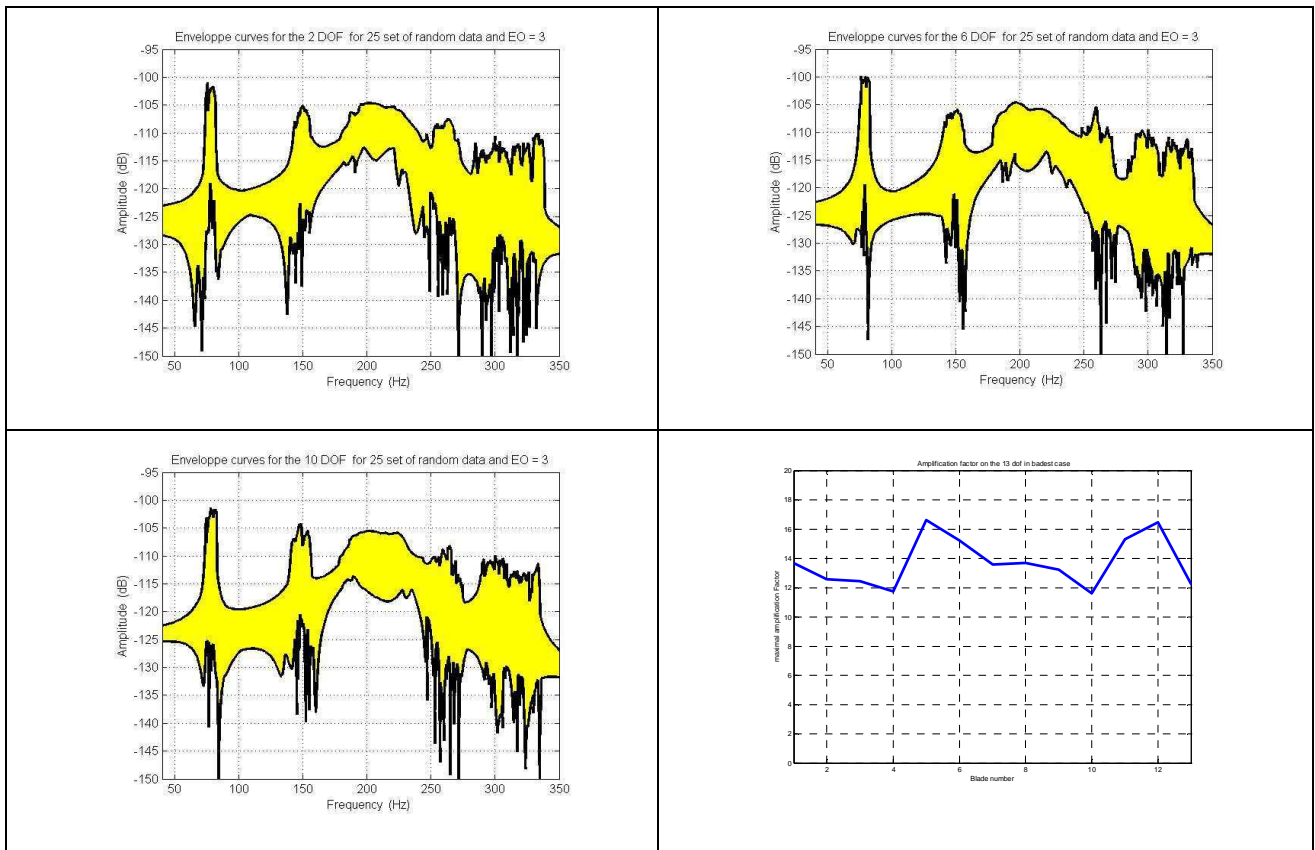 Enveloppe curves for the 2 DOF for 25 set of random data and EO = 3
-95
-100
-105
-110
-115
-120
-125
-130
-135
-140
-145
-150
Amplitude (dB)
50 100 150 200 250 300 350
Frequency (Hz)
Enveloppe curves for the 6 DOF for 25 set of random data and EO = 3
-95
-100
-105
-110
-115
-120
-125
-130
-135
-140
-145
-150
Amplitude (dB)
50 100 150 200 250 300 350
Frequency (Hz)
Enveloppe curves for the 10 DOF for 25 set of random data and EO = 3
-95
-100
-105
-110
-115
-120
-125
-130
-135
-140
-145
-150
Amplitude (dB)
50 100 150 200 250 300 350
Frequency (Hz)
Amplification factor on the 13 dof in badest case
20
18
16
14
12
10
8
6
4
2
0
maximal amplification Factor
2 4 6 8 10 12
Blade number